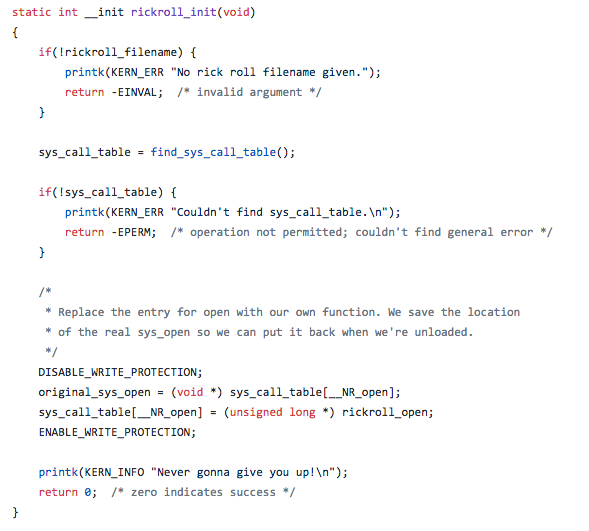 static int __init rickroll_init(void)
{
    if(!rickroll_filename) {
        printk(KERN_ERR "No rick roll filename given.");
        return -EINVAL;  /* invalid argument */
    }

    sys_call_table = find_sys_call_table();

    if(!sys_call_table) {
        printk(KERN_ERR "Couldn't find sys_call_table.\n");
        return -EPERM;  /* operation not permitted; couldn't find general error */
    }

    /*
     * Replace the entry for open with our own function. We save the location
     * of the real sys_open so we can put it back when we're unloaded.
     */
    DISABLE_WRITE_PROTECTION;
    original_sys_open = (void *) sys_call_table[__NR_open];
    sys_call_table[__NR_open] = (unsigned long *) rickroll_open;
    ENABLE_WRITE_PROTECTION;

    printk(KERN_INFO "Never gonna give you up!\n");
    return 0;  /* zero indicates success */
}